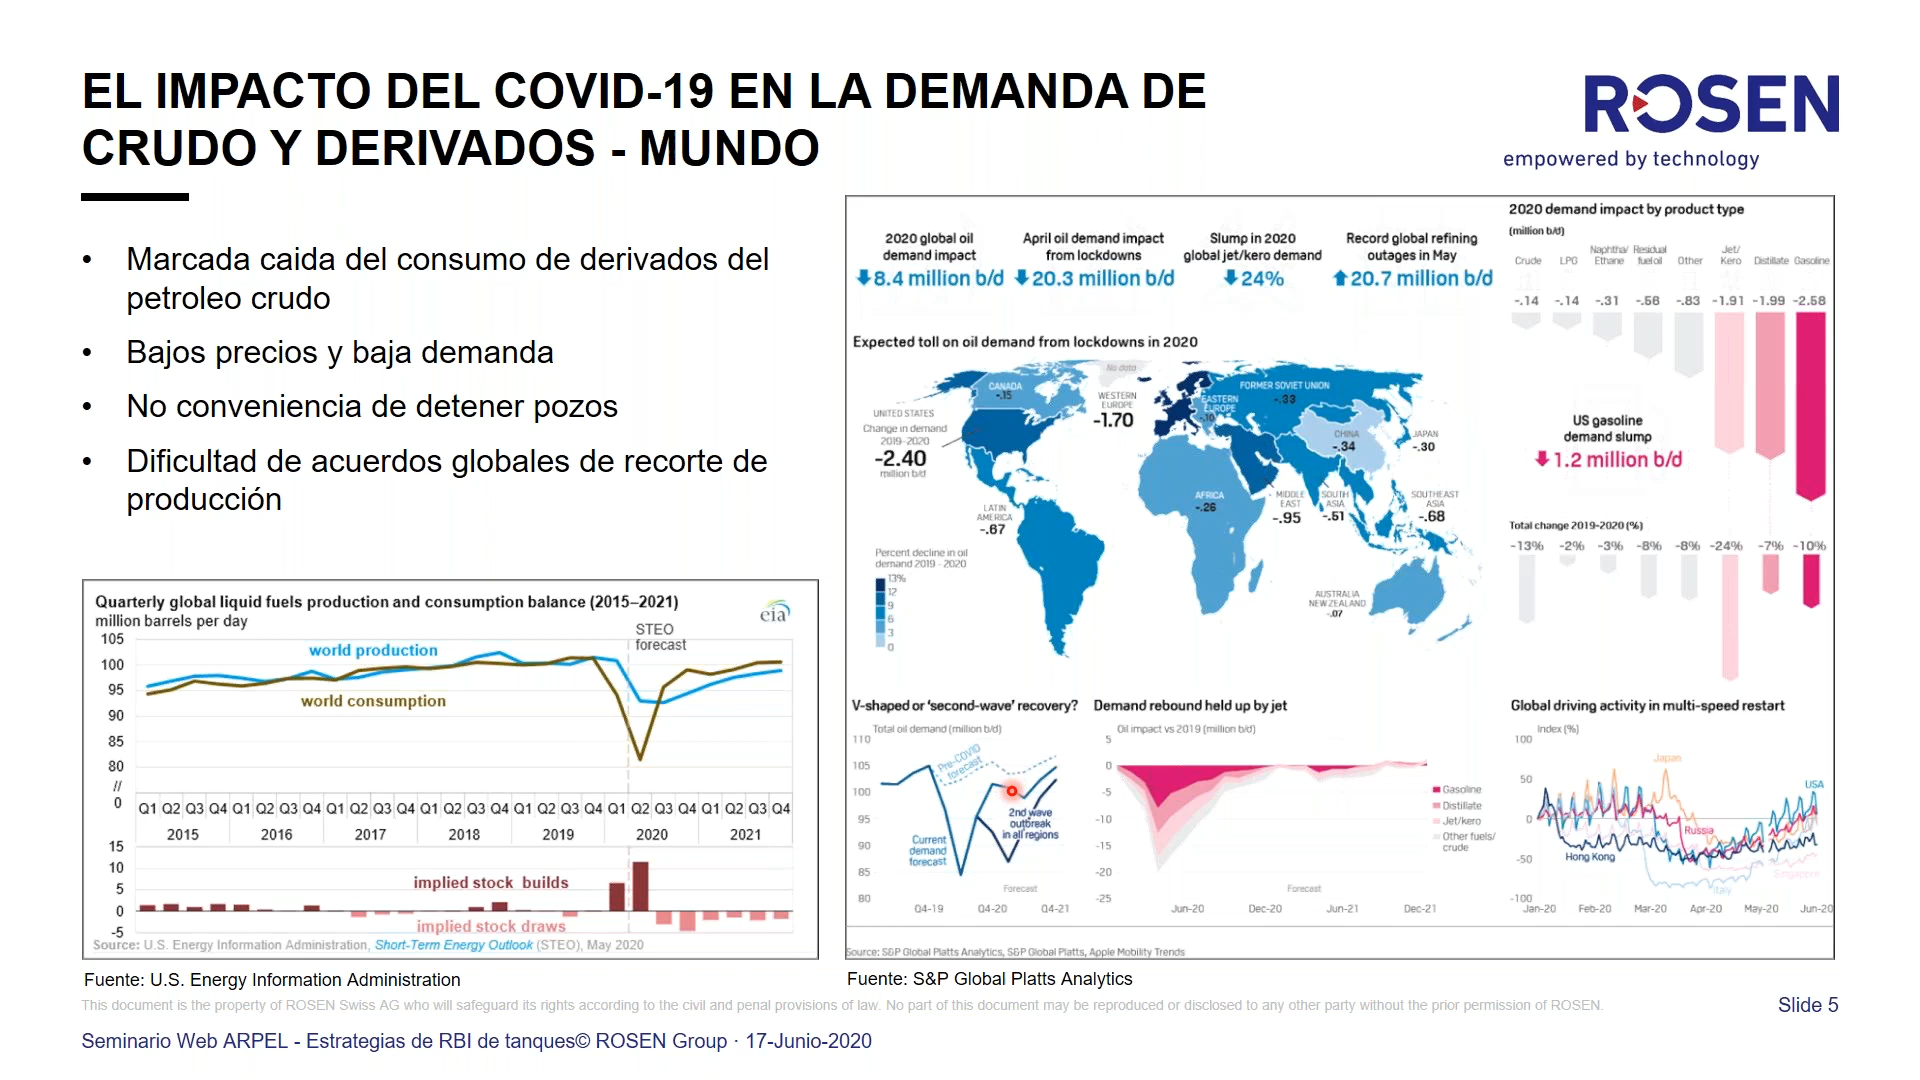 EL IMPACTO DEL COVID-19 EN LA DEMANDA DE
CRUDO Y DERIVADOS - MUNDO
ROSEN
empowered by technology
• Marcada caida del consumo de derivados del
petroleo crudo
• Bajos precios y baja demanda
• No conveniencia de detener pozos
• Dificultad de acuerdos globales de recorte de
producción
Quarterly global liquid fuels production and consumption balance (2015–2021)
million barrels per day
eia
STEO
forecast
world production
world consumption
105
100
95
90
85
80
//
0
Q1 Q2 Q3 Q4 Q1 Q2 Q3 Q4 Q1 Q2 Q3 Q4 Q1 Q2 Q3 Q4 Q1 Q2 Q3 Q4 Q1 Q2 Q3 Q4 Q1 Q2 Q3 Q4
2015 2016 2017 2018 2019 2020 2021
15
10
5
0
-5
implied stock builds
implied stock draws
Source: U.S. Energy Information Administration, Short-Term Energy Outlook (STEO), May 2020
Fuente: U.S. Energy Information Administration
2020 global oil
demand impact
8.4 million b/d
April oil demand impact
from lockdowns
20.3 million b/d
Slump in 2020
global jet/kero demand
24%
Record global refining
outages in May
20.7 million b/d
Expected toll on oil demand from lockdowns in 2020
No data
CANADA
-.15
UNITED STATES
Change in demand
2019-2020
-2.40
million b/d
WESTERN
EUROPE
-1.70
EASTERN
EUROPE
-.10
FORMER SOVIET UNION
-.33
CHINA
-.34
JAPAN
-.30
AFRICA
-.26
MIDDLE
EAST
-.95
SOUTH
ASIA
-.51
SOUTHEAST
ASIA
-.68
LATIN
AMERICA
-.67
AUSTRALIA
NEW ZEALAND
-.07
Percent decline in oil
demand 2019 - 2020
13%
12
9
6
3
0
2020 demand impact by product type
(million b/d)
Crude LPG Naphtha/Ethane Residual fuel oil Other Jet/Kero Distillate Gasoline
-.14 -.14 -.31 -.56 -.83 -1.91 -1.99 -2.58
US gasoline
demand slump
1.2 million b/d
Total change 2019-2020 (%)
-13% -2% -3% -8% -8% -24% -7% -10%
V-shaped or ‘second-wave’ recovery?
Total oil demand (million b/d)
110
105
100
95
90
85
80
Pre-COVID
forecast
Current
demand
forecast
2nd wave
outbreak
in all regions
Forecast
Q4-19 Q4-20 Q4-21
Demand rebound held up by jet
Oil impact vs 2019 (million b/d)
5
0
-5
-10
-15
-20
-25
Gasoline
Distillate
Jet/kero
Other fuels/
crude
Forecast
Jun-20 Dec-20 Jun-21 Dec-21
Global driving activity in multi-speed restart
Index (%)
100
50
0
-50
-100
Japan
USA
Russia
Hong Kong
Singapore
Italy
Jan-20 Feb-20 Mar-20 Apr-20 May-20 Jun-20
Source: S&P Global Platts Analytics, S&P Global Platts, Apple Mobility Trends
Fuente: S&P Global Platts Analytics
This document is the property of ROSEN Swiss AG who will safeguard its rights according to the civil and penal provisions of law. No part of this document may be reproduced or disclosed to any other party without the prior permission of ROSEN.
Slide 5
Seminario Web ARPEL - Estrategias de RBI de tanques© ROSEN Group · 17-Junio-2020